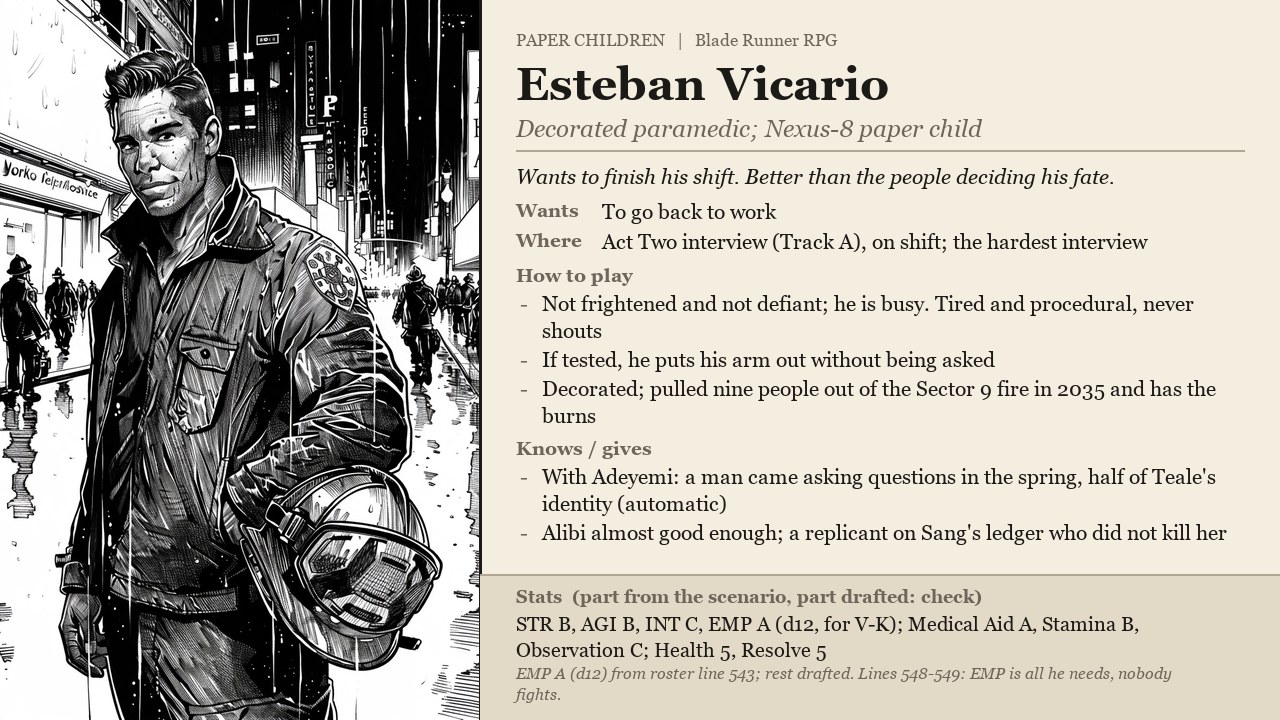 PAPER CHILDREN | Blade Runner RPG
Esteban Vicario
Decorated paramedic; Nexus-8 paper child
Wants to finish his shift. Better than the people deciding his fate.
Wants To go back to work
Where Act Two interview (Track A), on shift; the hardest interview
How to play
- Not frightened and not defiant; he is busy. Tired and procedural, never
shouts
- If tested, he puts his arm out without being asked
- Decorated; pulled nine people out of the Sector 9 fire in 2035 and has the
burns
Knows / gives
- With Adeyemi: a man came asking questions in the spring, half of Teale's
identity (automatic)
- Alibi almost good enough; a replicant on Sang's ledger who did not kill her
Stats (part from the scenario, part drafted: check)
STR B, AGI B, INT C, EMP A (d12, for V-K); Medical Aid A, Stamina B,
Observation C; Health 5, Resolve 5
EMP A (d12) from roster line 543; rest drafted. Lines 548-549: EMP is all he needs, nobody
fights.